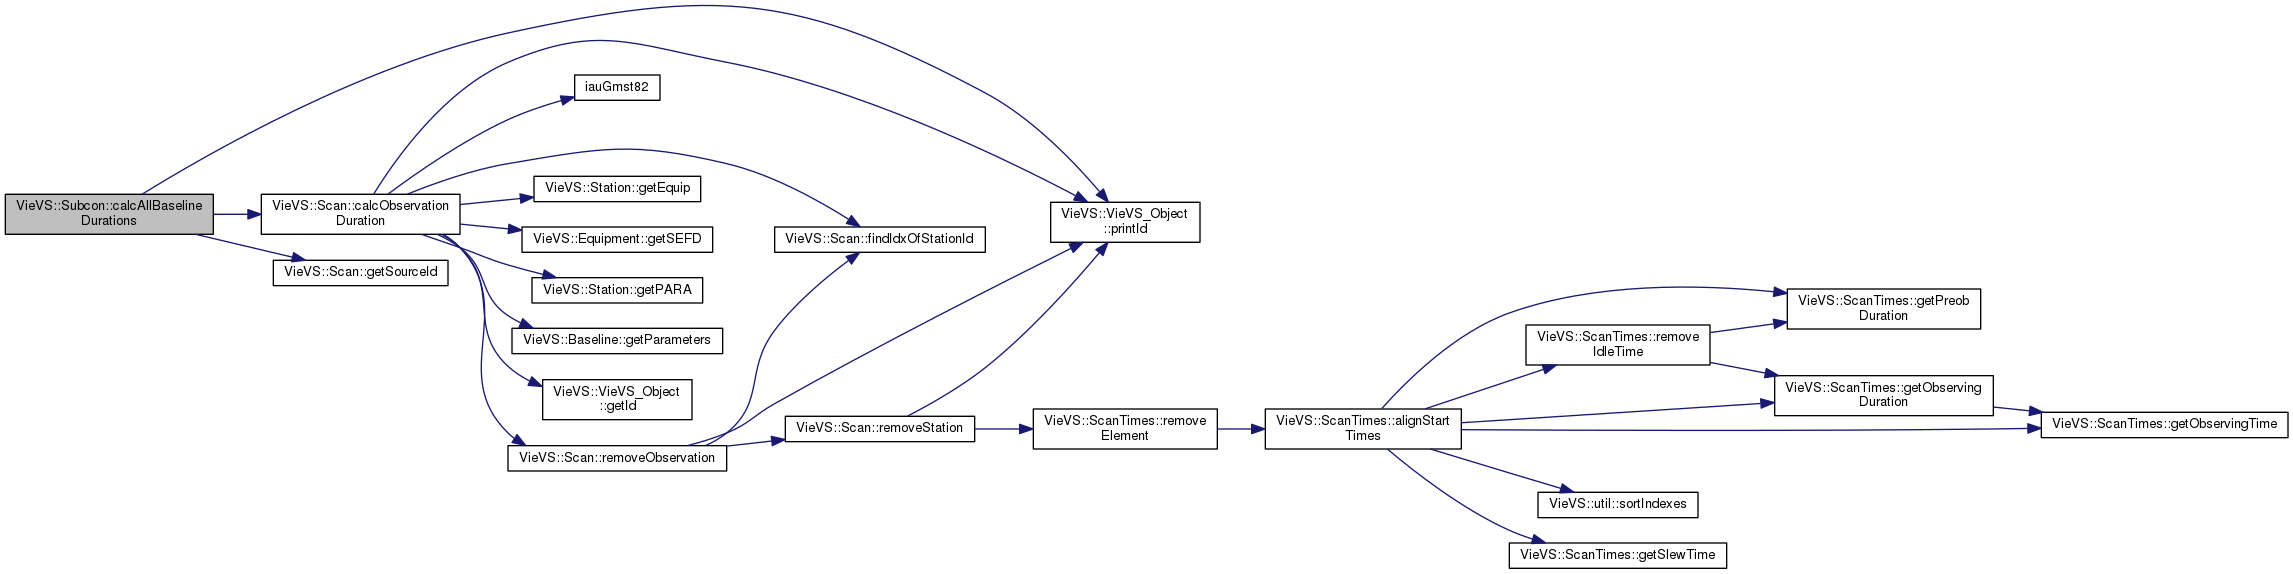 VieVS::Subcon::calcAllBaseline
Durations
VieVS::Scan::calcObservation
Duration
VieVS::Scan::getSourceId
iauGmst82
VieVS::Station::getEquip
VieVS::Equipment::getSEFD
VieVS::Station::getPARA
VieVS::Baseline::getParameters
VieVS::VieVS_Object
::getId
VieVS::Scan::removeObservation
VieVS::Scan::findIdxOfStationId
VieVS::Scan::removeStation
VieVS::VieVS_Object
::printId
VieVS::ScanTimes::remove
Element
VieVS::ScanTimes::alignStart
Times
VieVS::ScanTimes::remove
IdleTime
VieVS::util::sortIndexes
VieVS::ScanTimes::getSlewTime
VieVS::ScanTimes::getPreob
Duration
VieVS::ScanTimes::getObserving
Duration
VieVS::ScanTimes::getObservingTime